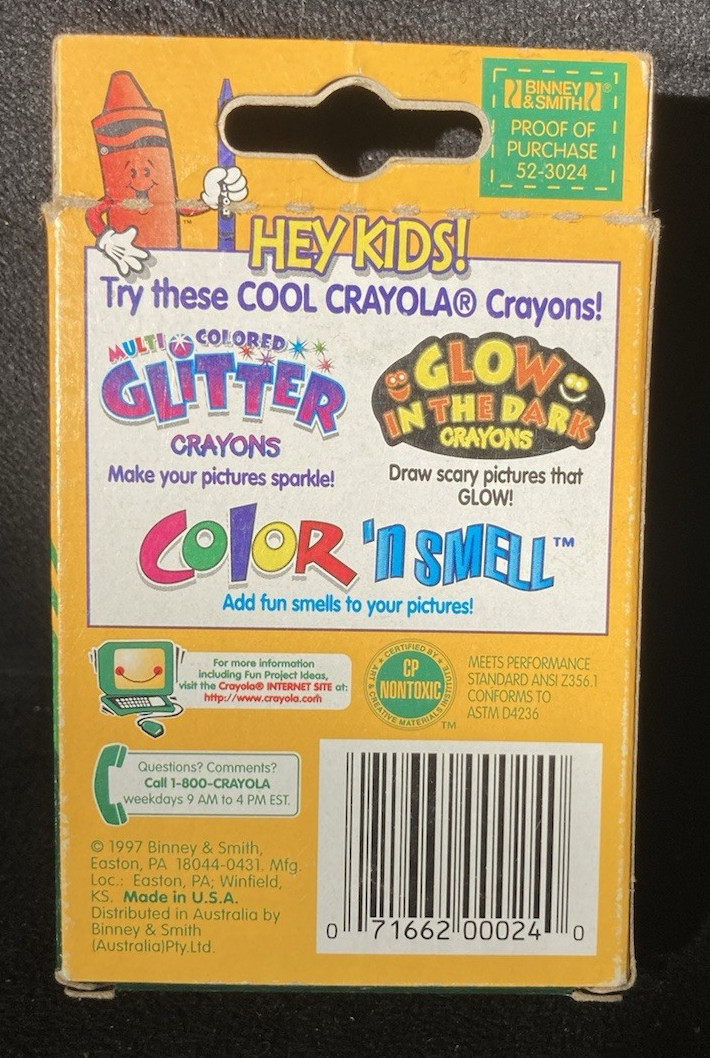 BINNEY ®
& SMITH
PROOF OF
PURCHASE
52-3024
TM
HEY KIDS!
Try these COOL CRAYOLA® Crayons!
MULTI COLORED
GLITTER
CRAYONS
Make your pictures sparkle!
GLOW
IN THE DARK
CRAYONS
Draw scary pictures that
GLOW!
COLOR 'n SMELL™
Add fun smells to your pictures!
For more information
including Fun Project Ideas,
visit the Crayola® INTERNET SITE at:
http://www.crayola.com
CERTIFIED BY
ART & CREATIVE MATERIALS INSTITUTE
CP
NONTOXIC
TM
MEETS PERFORMANCE
STANDARD ANSI Z356.1
CONFORMS TO
ASTM D4236
Questions? Comments?
Call 1-800-CRAYOLA
weekdays 9 AM to 4 PM EST.
© 1997 Binney & Smith,
Easton, PA 18044-0431. Mfg.
Loc.: Easton, PA; Winfield,
KS. Made in U.S.A.
Distributed in Australia by
Binney & Smith
(Australia)Pty.Ltd.
0 71662 00024 0